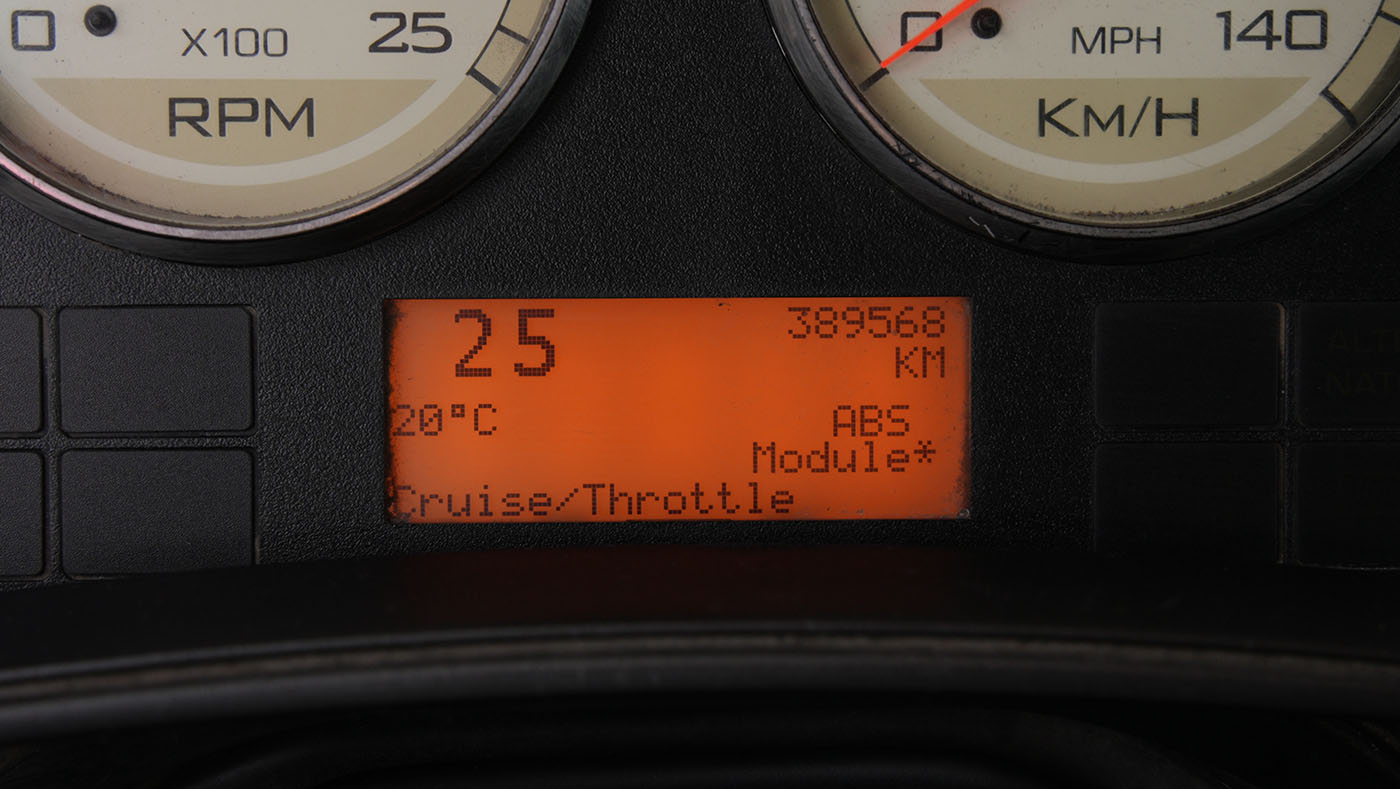 0 X100 25
RPM
0 MPH 140
Km/H
25
389568
KM
20°C
ABS
Module*
Cruise/Throttle